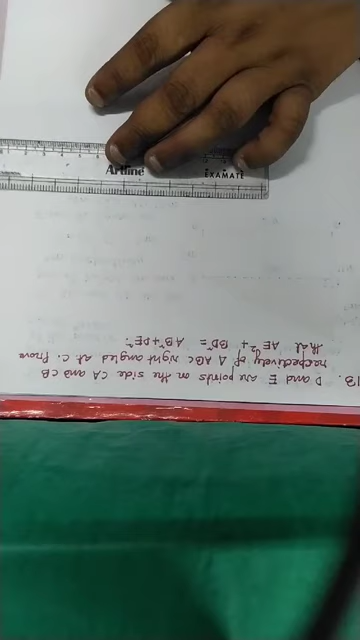 13. D and E are points on the side CA and CB
respectively of Δ ABC right angled at C. Prove
that AE² + BD² = AB² + DE².
Artline
EXAMATE